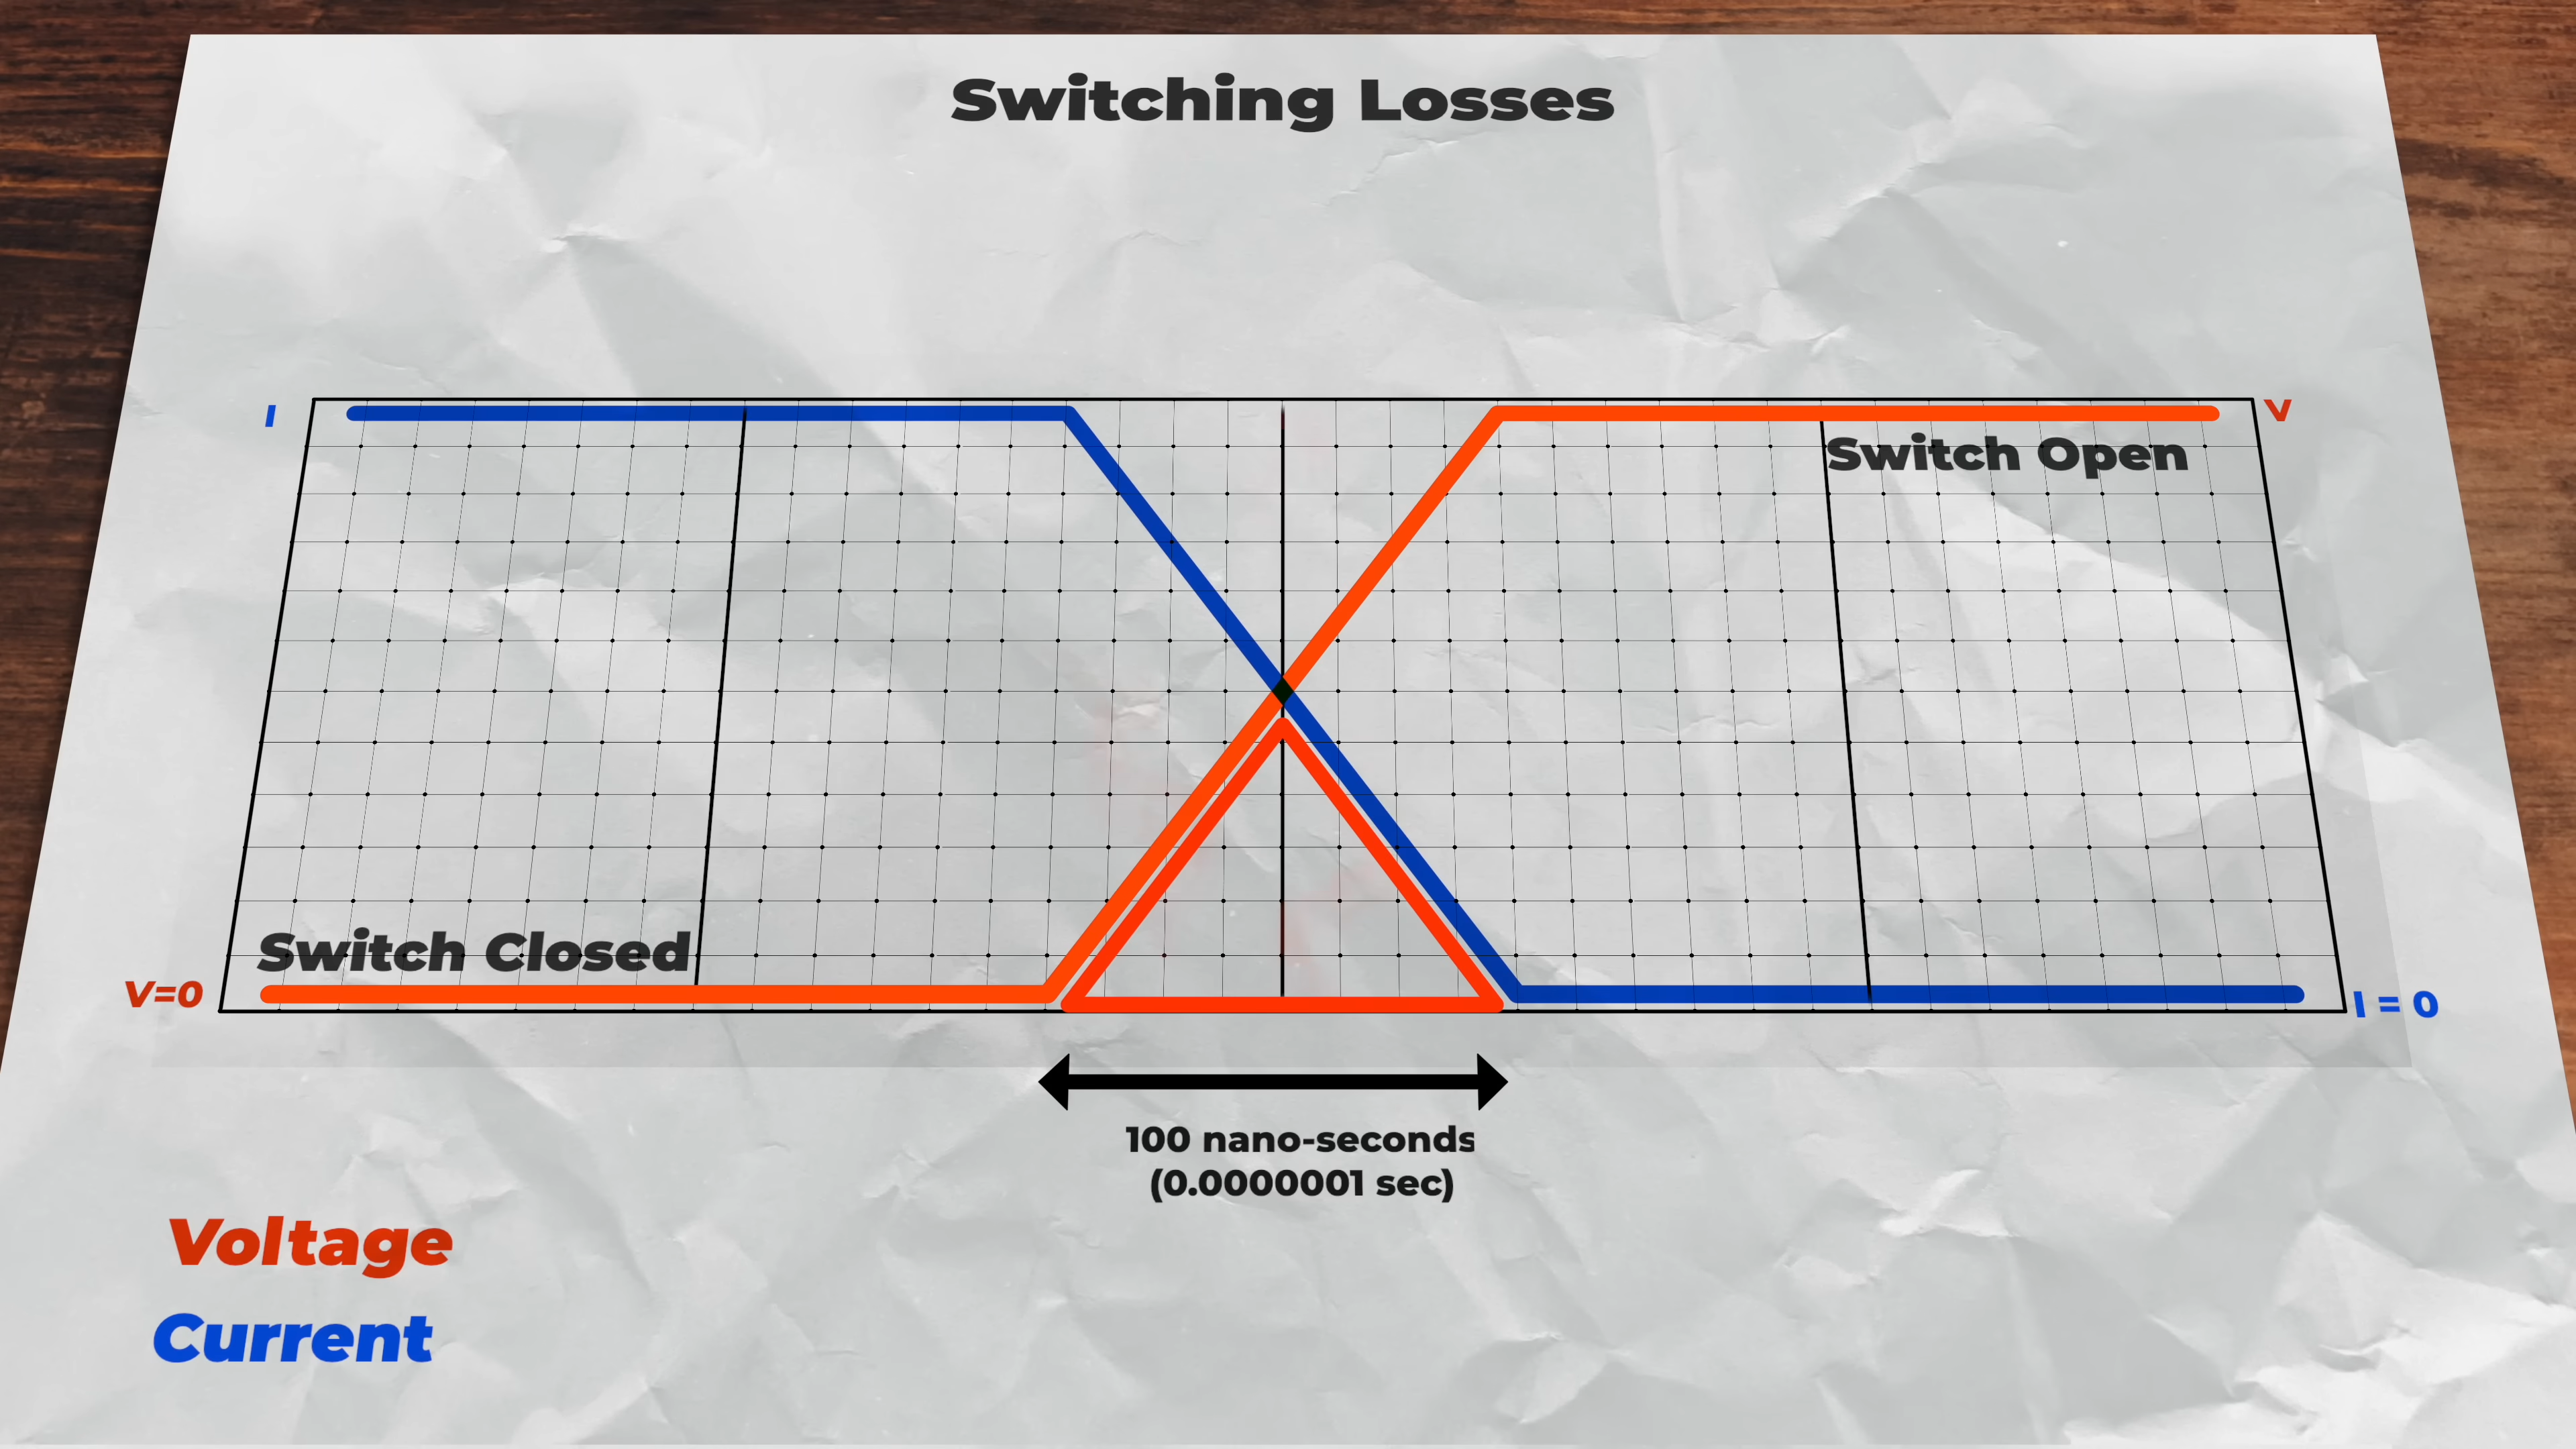 Switching Losses
I
V
Switch Open
Switch Closed
V=0
I = 0
100 nano-seconds
(0.0000001 sec)
Voltage
Current